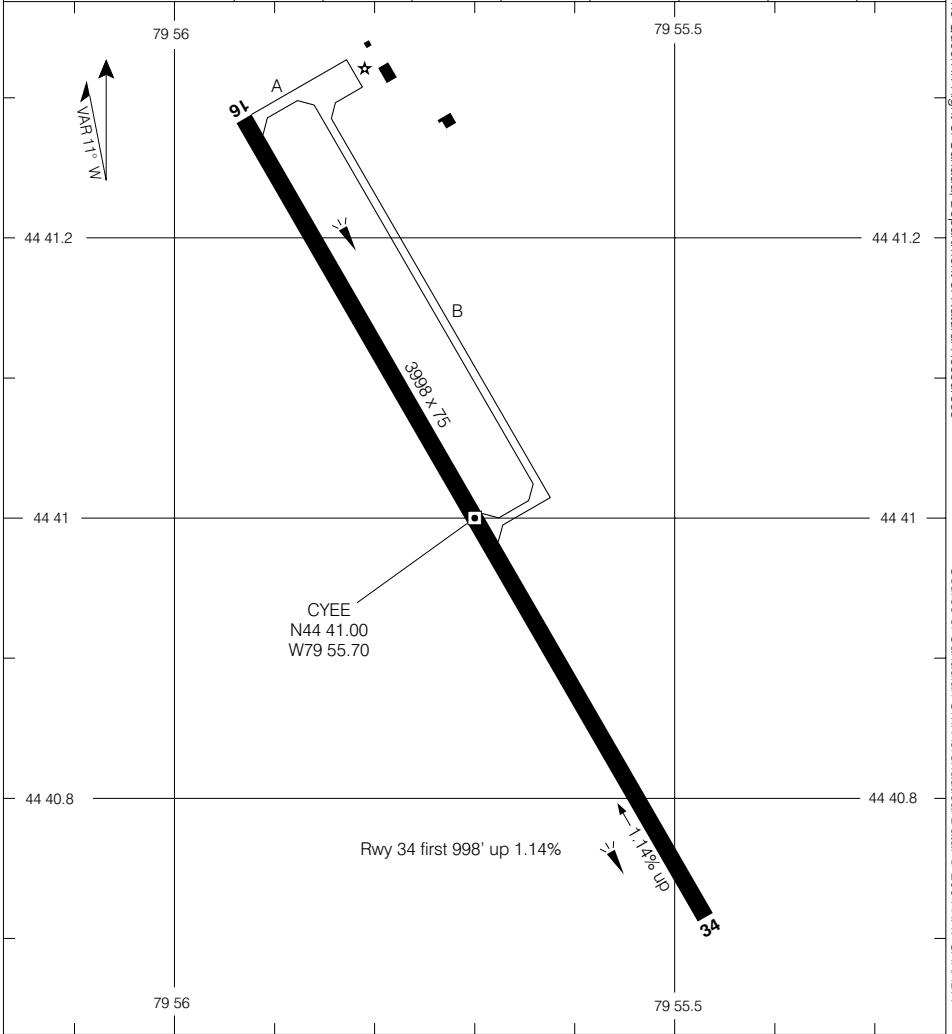 79 56
79 55.5
A
16
VAR 11° W
44 41.2
44 41.2
B
3998 x 75
44 41
44 41
CYEE
N44 41.00
W79 55.70
44 40.8
44 40.8
1.14% up
Rwy 34 first 998' up 1.14%
34
79 56
79 55.5